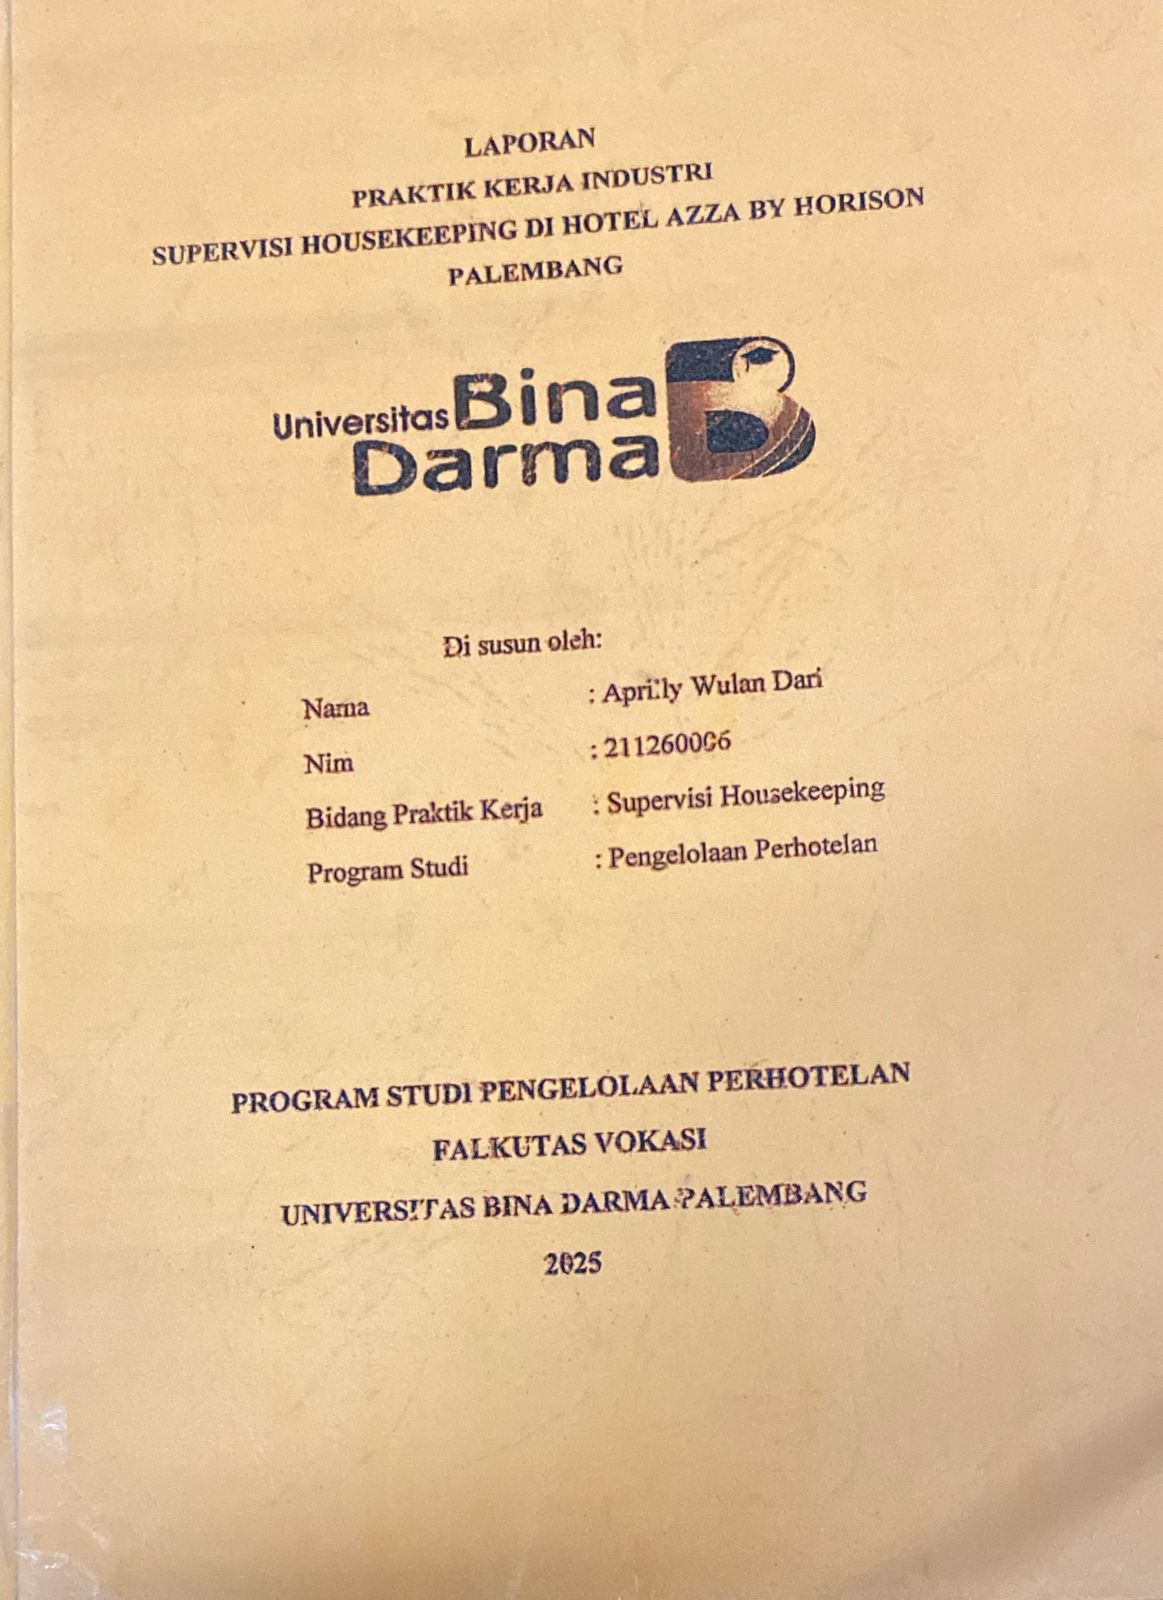 LAPORAN
PRAKTIK KERJA INDUSTRI
SUPERVISI HOUSEKEEPING DI HOTEL AZZA BY HORISON
PALEMBANG
Universitas Bina
Darma
Di susun oleh:
Nama : Aprilly Wulan Dari
Nim : 211260006
Bidang Praktik Kerja : Supervisi Housekeeping
Program Studi : Pengelolaan Perhotelan
PROGRAM STUDI PENGELOLAAN PERHOTELAN
FALKUTAS VOKASI
UNIVERSITAS BINA DARMA PALEMBANG
2025